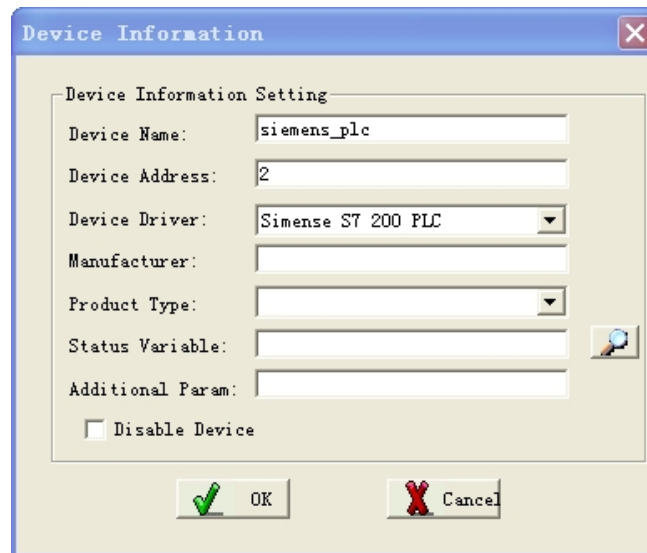 Device Information
Device Information Setting
Device Name: siemens_plc
Device Address: 2
Device Driver: Simense S7 200 PLC
Manufacturer:
Product Type:
Status Variable:
Additional Param:
Disable Device
OK Cancel